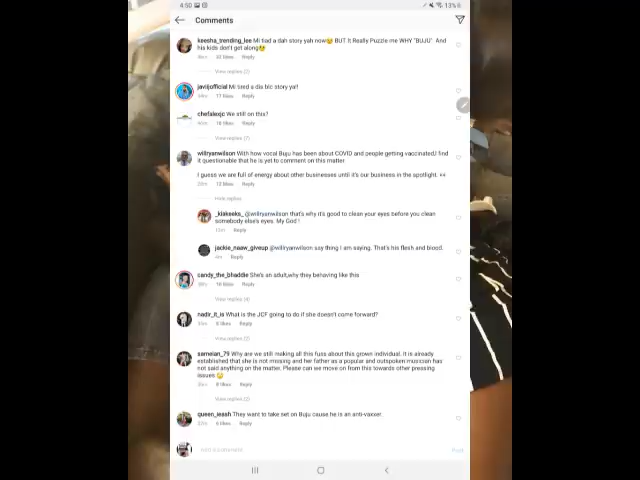 4:50
13%
Comments
keesha_trending_lee Mi tiad a dah story yah now😥 BUT It Really Puzzle me WHY "BUJU" And
his kids don't get along😥
22 likes Reply
View replies (2)
javiijofficial Mi tired a die blc story ya!!
17 likes Reply
chefalexjc We still on this?
16 likes Reply
View replies (7)
willryanwilson With how vocal Buju has been about COVID and people getting vaccinated,I find
it questionable that he is yet to comment on this matter
I guess we are full of energy about other businesses until it's our business in the spotlight. 👀
12 likes Reply
Hide replies
_kiakeeks_ @willryanwilson that's why it's good to clean your eyes before you clean
somebody else's eyes. My God !
Reply
jackie_naaw_giveup @willryanwilson say thing I am saying. That's his flesh and blood.
Reply
candy_the_bhaddie She's an adult,why they behaving like this
10 likes Reply
View replies (4)
nadir_it_is What is the JCF going to do if she doesn't come forward?
8 likes Reply
View replies (2)
sameian_79 Why are we still making all this fuss about this grown individual. It is already
established that she is not missing and her father as a popular and outspoken musician has
not said anything on the matter. Please can we move on from this towards other pressing
issues 🙄
8 likes Reply
View replies (2)
queen_ieash They want to take set on Buju cause he is an anti-vaxxer.
6 likes Reply
Add a comment
Post